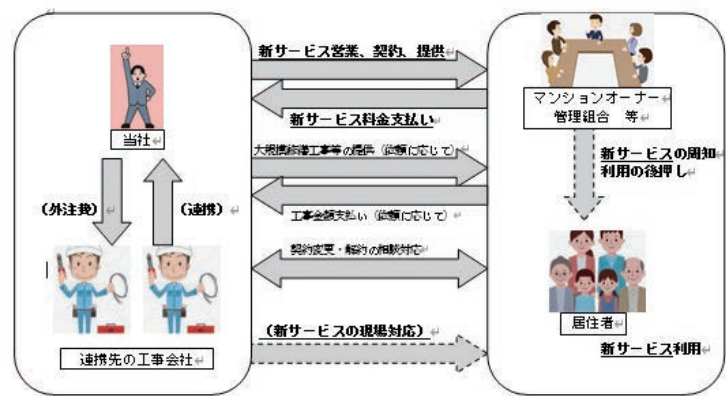 新サービス営業、契約、提供
新サービス料金支払い
大規模修繕工事等の提供（依頼に応じて）
工事金額支払い（依頼に応じて）
契約変更・解約の相談対応
（新サービスの現場対応）
当社
（外注費）
（連携）
連携先の工事会社
マンションオーナー
管理組合　等
新サービスの周知
利用の後押し
居住者
新サービス利用